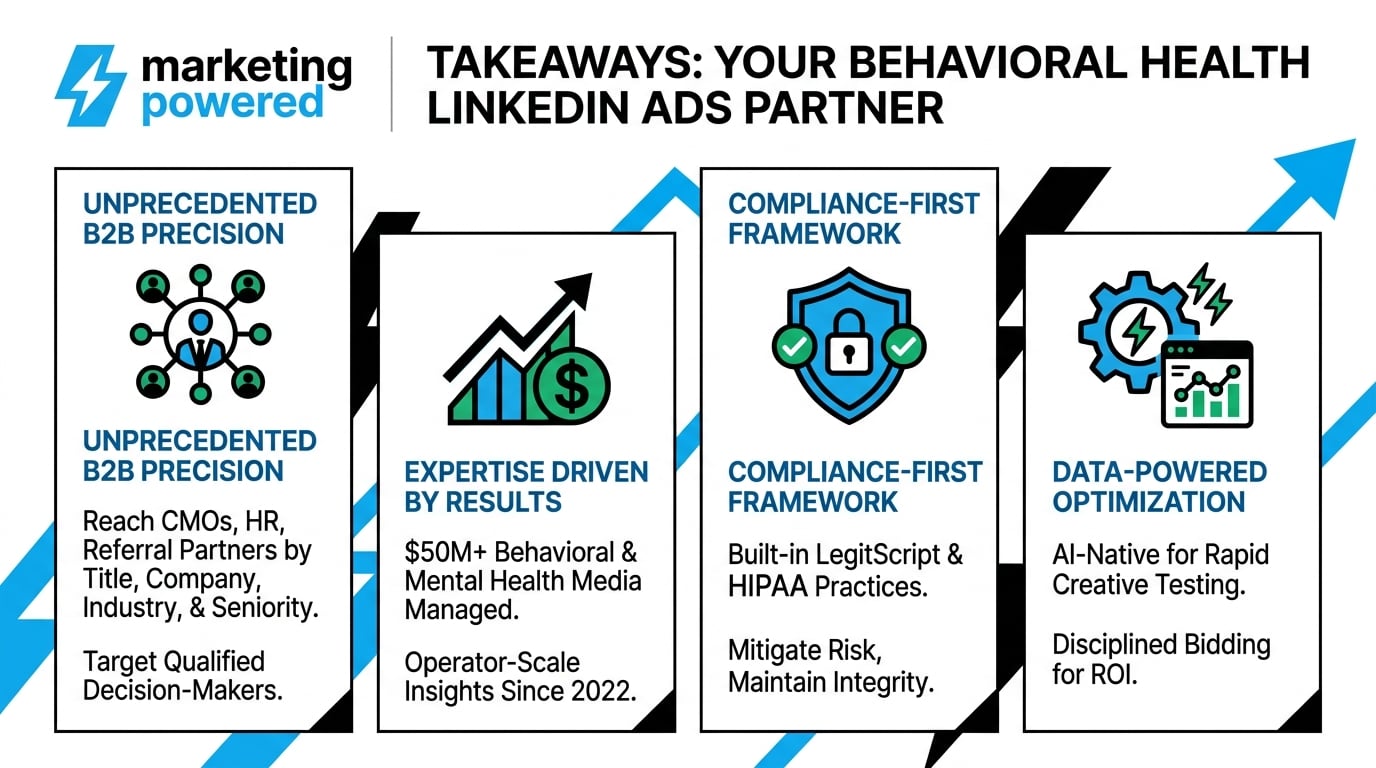 marketing
powered
TAKEAWAYS: YOUR BEHAVIORAL HEALTH
LINKEDIN ADS PARTNER
UNPRECEDENTED
B2B PRECISION
UNPRECEDENTED
B2B PRECISION
Reach CMOs, HR,
Referral Partners by
Title, Company,
Industry, & Seniority.
Target Qualified
Decision-Makers.
$
EXPERTISE DRIVEN
BY RESULTS
$50M+ Behavioral &
Mental Health Media
Managed.
Operator-Scale
Insights Since 2022.
COMPLIANCE-FIRST
FRAMEWORK
COMPLIANCE-FIRST
FRAMEWORK
Built-in LegitScript &
HIPAA Practices.
Mitigate Risk,
Maintain Integrity.
DATA-POWERED
OPTIMIZATION
AI-Native for Rapid
Creative Testing.
Disciplined Bidding
for ROI.